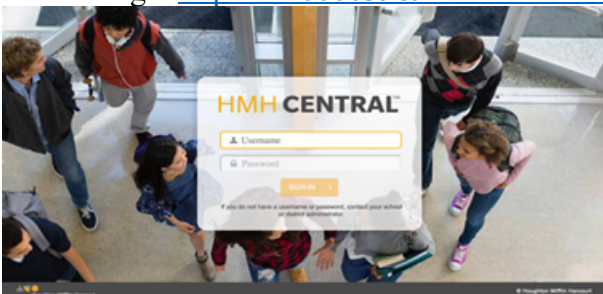 HMH CENTRAL™
Username
Password
SIGN IN >
If you do not have a username or password, contact your school
or district administrator.
© Houghton Mifflin Harcourt